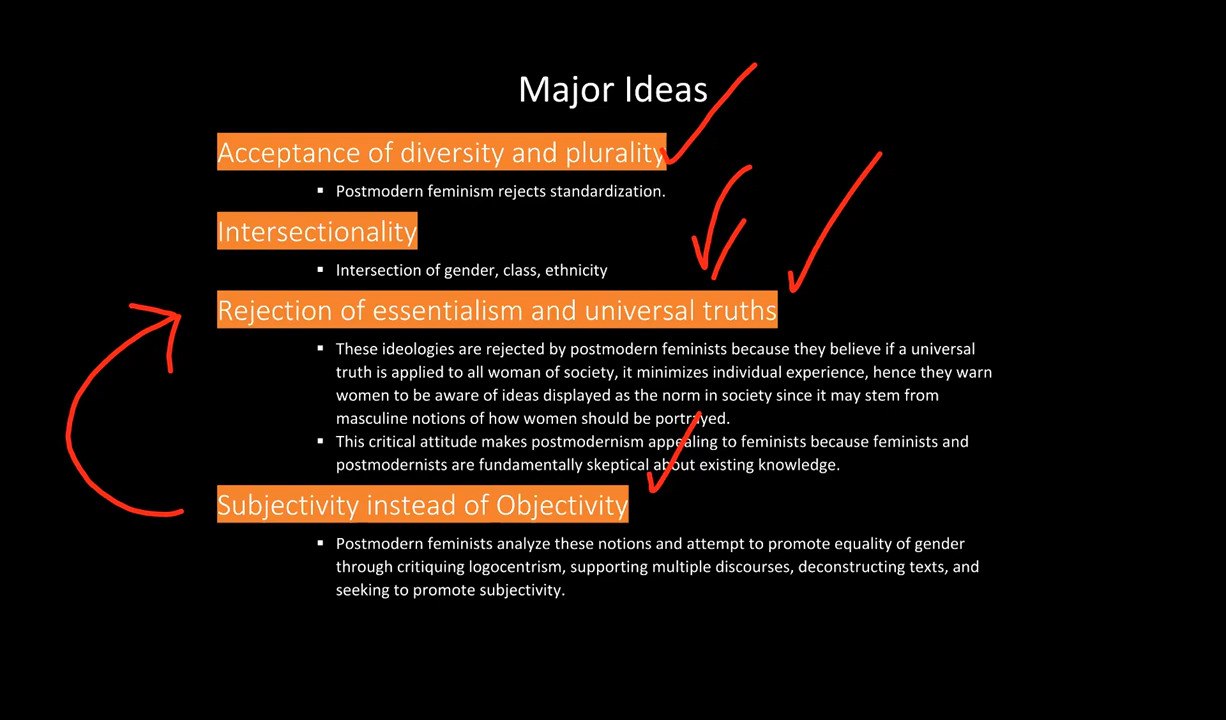 Major Ideas
Acceptance of diversity and plurality
▪ Postmodern feminism rejects standardization.
Intersectionality
▪ Intersection of gender, class, ethnicity
Rejection of essentialism and universal truths
▪ These ideologies are rejected by postmodern feminists because they believe if a universal
truth is applied to all woman of society, it minimizes individual experience, hence they warn
women to be aware of ideas displayed as the norm in society since it may stem from
masculine notions of how women should be portrayed.
▪ This critical attitude makes postmodernism appealing to feminists because feminists and
postmodernists are fundamentally skeptical about existing knowledge.
Subjectivity instead of Objectivity
▪ Postmodern feminists analyze these notions and attempt to promote equality of gender
through critiquing logocentrism, supporting multiple discourses, deconstructing texts, and
seeking to promote subjectivity.